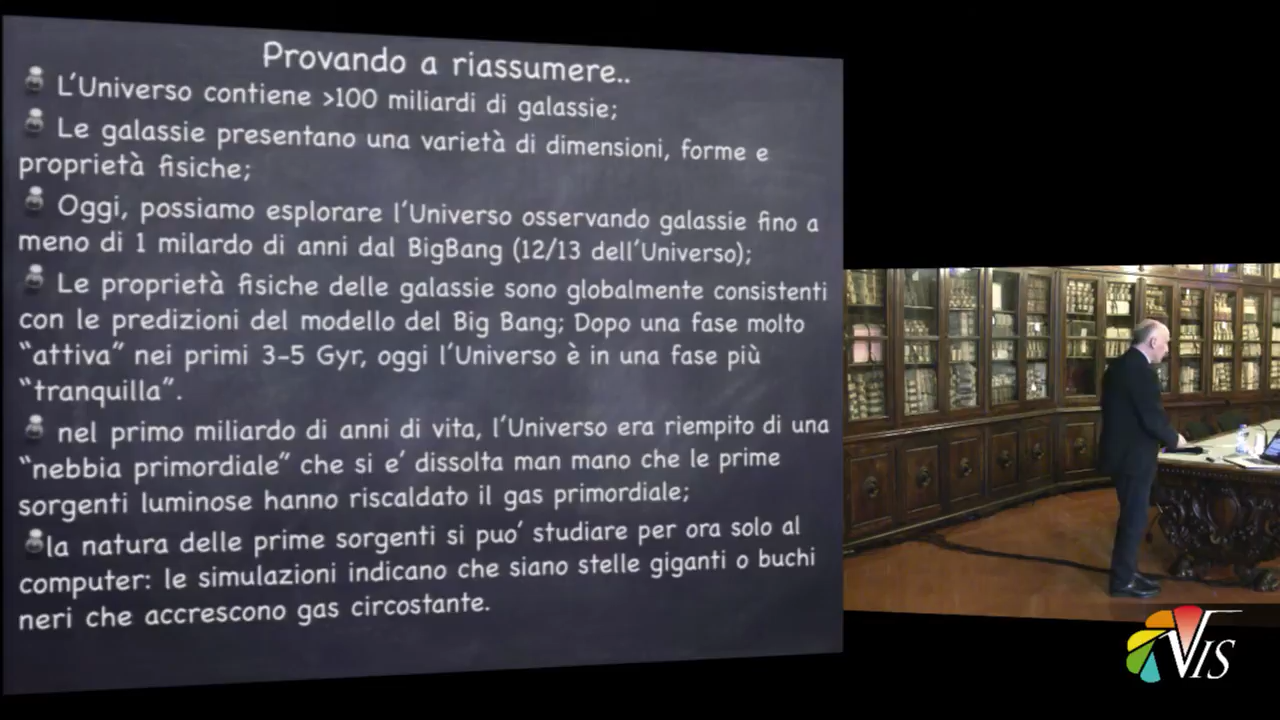 Provando a riassumere..
L'Universo contiene >100 miliardi di galassie;
Le galassie presentano una varietà di dimensioni, forme e
proprietà fisiche;
Oggi, possiamo esplorare l'Universo osservando galassie fino a
meno di 1 milardo di anni dal BigBang (12/13 dell'Universo);
Le proprietà fisiche delle galassie sono globalmente consistenti
con le predizioni del modello del Big Bang; Dopo una fase molto
"attiva" nei primi 3-5 Gyr, oggi l'Universo è in una fase più
"tranquilla".
nel primo miliardo di anni di vita, l'Universo era riempito di una
"nebbia primordiale" che si e' dissolta man mano che le prime
sorgenti luminose hanno riscaldato il gas primordiale;
la natura delle prime sorgenti si puo' studiare per ora solo al
computer: le simulazioni indicano che siano stelle giganti o buchi
neri che accrescono gas circostante.
VIS